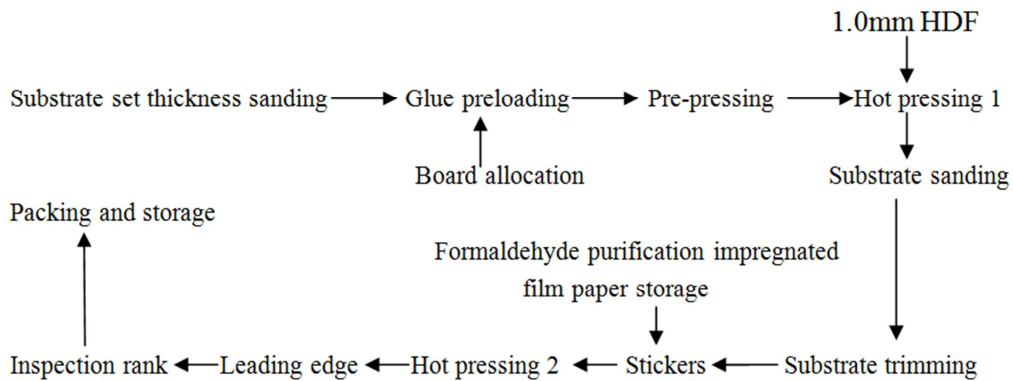 1.0mm HDF
Substrate set thickness sanding
Glue preloading
Pre-pressing
Hot pressing 1
Board allocation
Substrate sanding
Packing and storage
Formaldehyde purification impregnated
film paper storage
Inspection rank
Leading edge
Hot pressing 2
Stickers
Substrate trimming